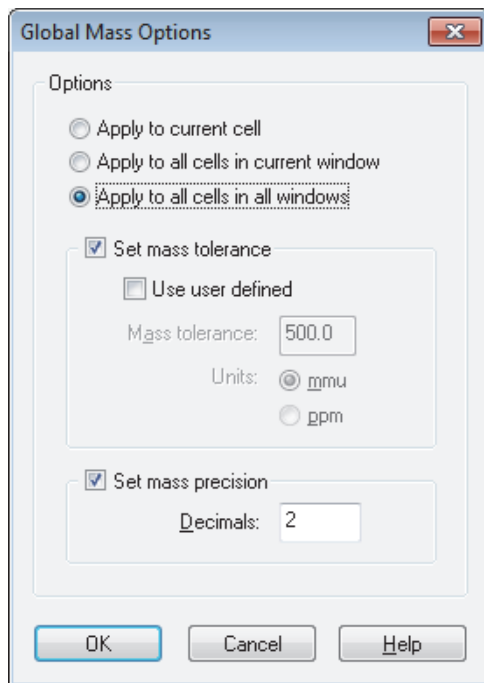 Global Mass Options
Options
Apply to current cell
Apply to all cells in current window
Apply to all cells in all windows
Set mass tolerance
Use user defined
Mass tolerance: 500.0
Units: mmu
ppm
Set mass precision
Decimals: 2
OK Cancel Help